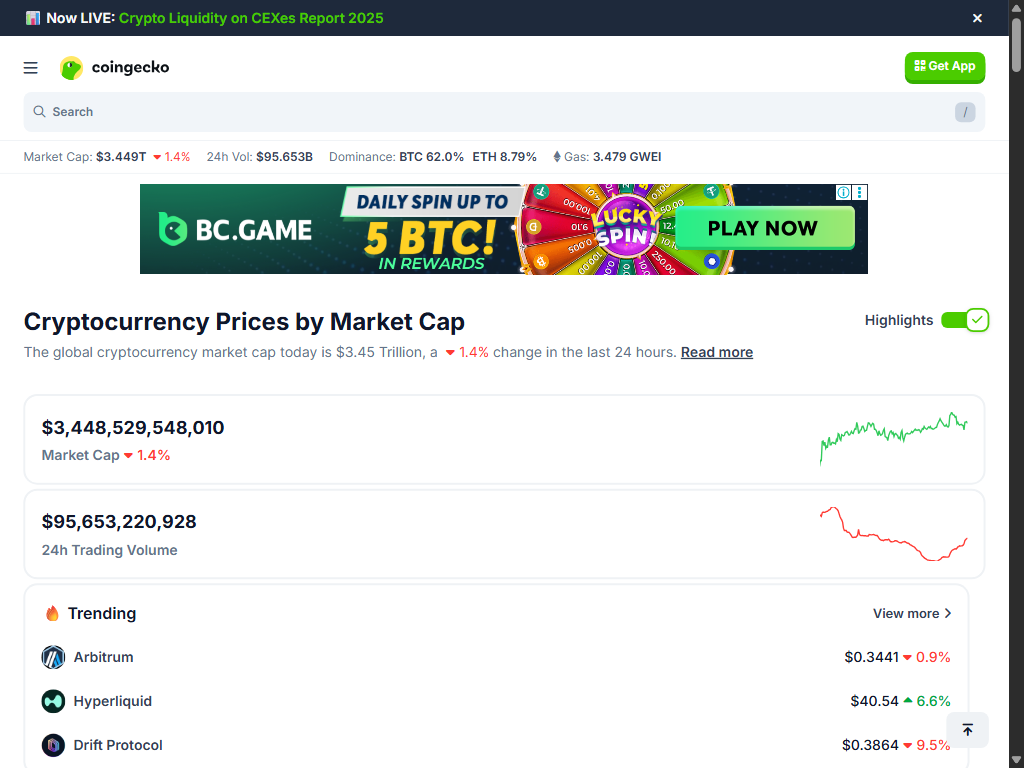 Now LIVE: Crypto Liquidity on CEXes Report 2025
coingecko
Get App
Search
/
Market Cap: $3.449T 1.4% 24h Vol: $95.653B Dominance: BTC 62.0% ETH 8.79% Gas: 3.479 GWEI
BC.GAME
DAILY SPIN UP TO
5 BTC!
IN REWARDS
LUCKY
SPIN!
PLAY NOW
Cryptocurrency Prices by Market Cap
Highlights
The global cryptocurrency market cap today is $3.45 Trillion, a 1.4% change in the last 24 hours. Read more
$3,448,529,548,010
Market Cap 1.4%
$95,653,220,928
24h Trading Volume
Trending
View more
Arbitrum $0.3441 0.9%
Hyperliquid $40.54 6.6%
Drift Protocol $0.3864 9.5%